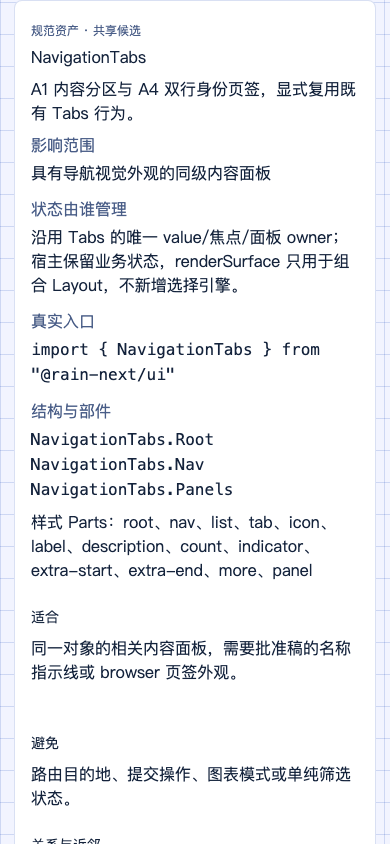 规范资产 · 共享候选
NavigationTabs
A1 内容分区与 A4 双行身份页签，显式复用既
有 Tabs 行为。
影响范围
具有导航视觉外观的同级内容面板
状态由谁管理
沿用 Tabs 的唯一 value/焦点/面板 owner；
宿主保留业务状态，renderSurface 只用于组
合 Layout，不新增选择引擎。
真实入口
import { NavigationTabs } from
"@rain-next/ui"
结构与部件
NavigationTabs.Root
NavigationTabs.Nav
NavigationTabs.Panels
样式 Parts：root、nav、list、tab、icon、
label、description、count、indicator、
extra-start、extra-end、more、panel
适合
同一对象的相关内容面板，需要批准稿的名称
指示线或 browser 页签外观。
避免
路由目的地、提交操作、图表模式或单纯筛选
状态。